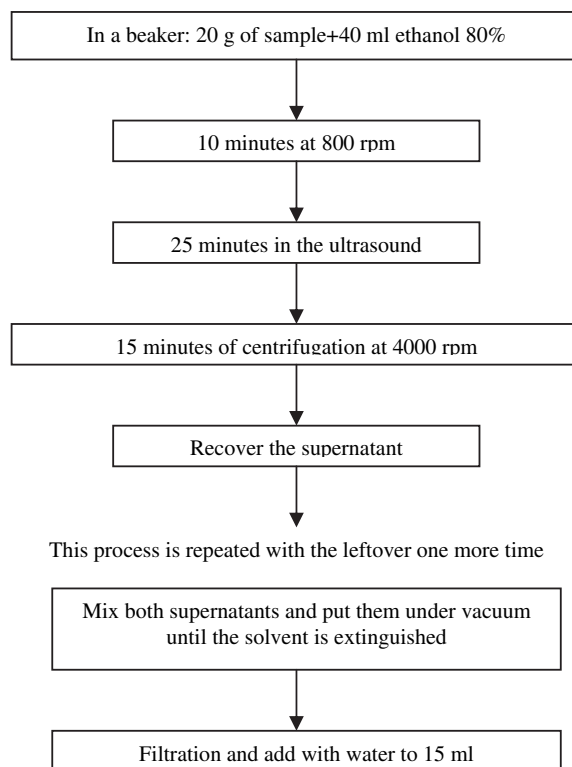 In a beaker: 20 g of sample+40 ml ethanol 80%
10 minutes at 800 rpm
25 minutes in the ultrasound
15 minutes of centrifugation at 4000 rpm
Recover the supernatant
This process is repeated with the leftover one more time
Mix both supernatants and put them under vacuum
until the solvent is extinguished
Filtration and add with water to 15 ml